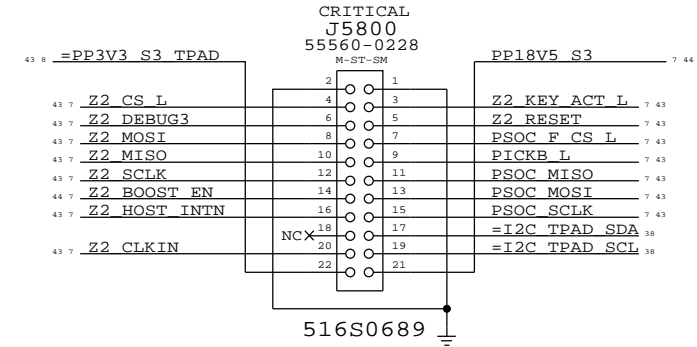 CRITICAL
J5800
55560-0228
M-ST-SM
43 8 =PP3V3_S3_TPAD
PP18V5_S3 7 44
2 1
43 7 Z2_CS_L 4 3 Z2_KEY_ACT_L 7 43
43 7 Z2_DEBUG3 6 5 Z2_RESET 7 43
43 7 Z2_MOSI 8 7 PSOC_F_CS_L 7 43
43 7 Z2_MISO 10 9 PICKB_L 7 43
43 7 Z2_SCLK 12 11 PSOC_MISO 7 43
44 7 Z2_BOOST_EN 14 13 PSOC_MOSI 7 43
43 7 Z2_HOST_INTN 16 15 PSOC_SCLK 7 43
NC 18 17 =I2C_TPAD_SDA 38
43 7 Z2_CLKIN 20 19 =I2C_TPAD_SCL 38
22 21
516S0689